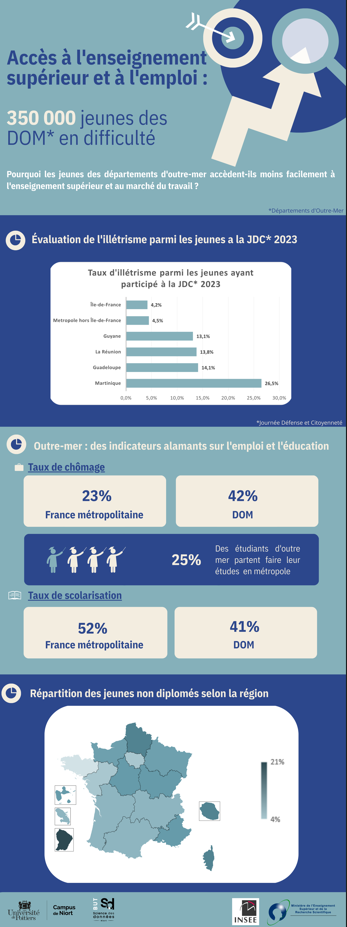 Accès à l'enseignement
supérieur et à l'emploi :
350 000 jeunes des
DOM* en difficulté
Pourquoi les jeunes des départements d'outre-mer accèdent-ils moins facilement à
l'enseignement supérieur et au marché du travail ?
*Départements d'Outre-Mer
Évaluation de l'illétrisme parmi les jeunes a la JDC* 2023
Taux d'illétrisme parmi les jeunes ayant
participé à la JDC* 2023
Île-de-France 4,2%
Metropole hors Île-de-France 4,5%
Guyane 13,1%
La Réunion 13,8%
Guadeloupe 14,1%
Martinique 26,5%
0,0% 5,0% 10,0% 15,0% 20,0% 25,0% 30,0%
*Journée Défense et Citoyenneté
Outre-mer : des indicateurs alamants sur l'emploi et l'éducation
Taux de chômage
23%
France métropolitaine
42%
DOM
25%
Des étudiants d'outre
mer partent faire leur
études en métropole
Taux de scolarisation
52%
France métropolitaine
41%
DOM
Répartition des jeunes non diplomés selon la région
21%
4%
Université
de Poitiers
Campus
de Niort
BUT
SD
SCIENCE DES
DONNÉES
INSEE
Ministère de l'Enseignement
Supérieur et de la
Recherche Scientifique